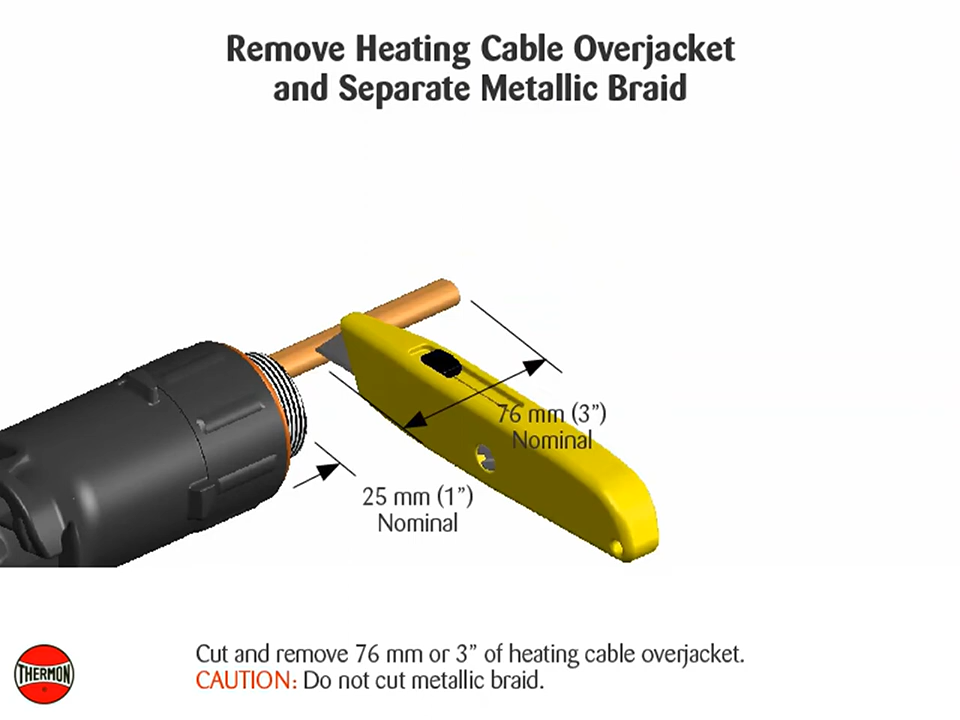 Remove Heating Cable Overjacket
and Separate Metallic Braid
76 mm (3”)
Nominal
25 mm (1”)
Nominal
Cut and remove 76 mm or 3” of heating cable overjacket.
CAUTION: Do not cut metallic braid.
THERMON